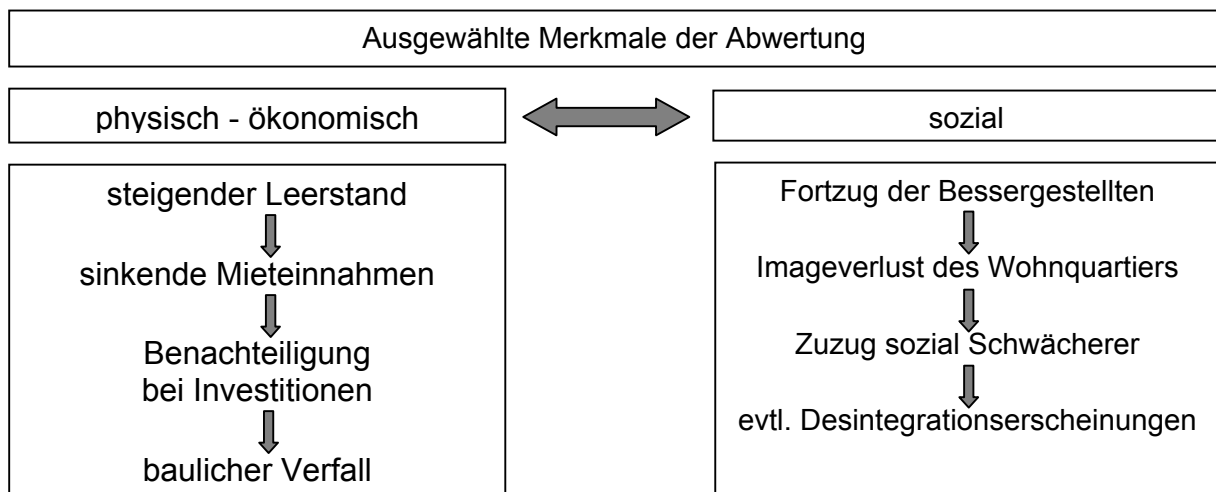 Ausgewählte Merkmale der Abwertung
physisch - ökonomisch
steigender Leerstand
sinkende Mieteinnahmen
Benachteiligung
bei Investitionen
baulicher Verfall
sozial
Fortzug der Bessergestellten
Imageverlust des Wohnquartiers
Zuzug sozial Schwächerer
evtl. Desintegrationserscheinungen